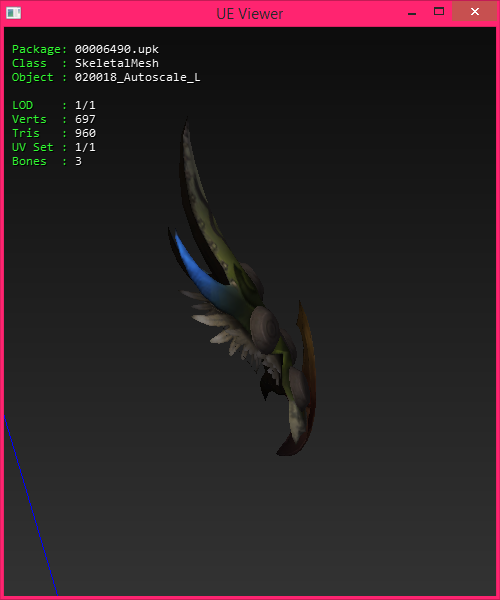 UE Viewer
Package: 00006490.upk
Class : SkeletalMesh
Object : 020018_Autoscale_L
LOD : 1/1
Verts : 697
Tris : 960
UV Set : 1/1
Bones : 3